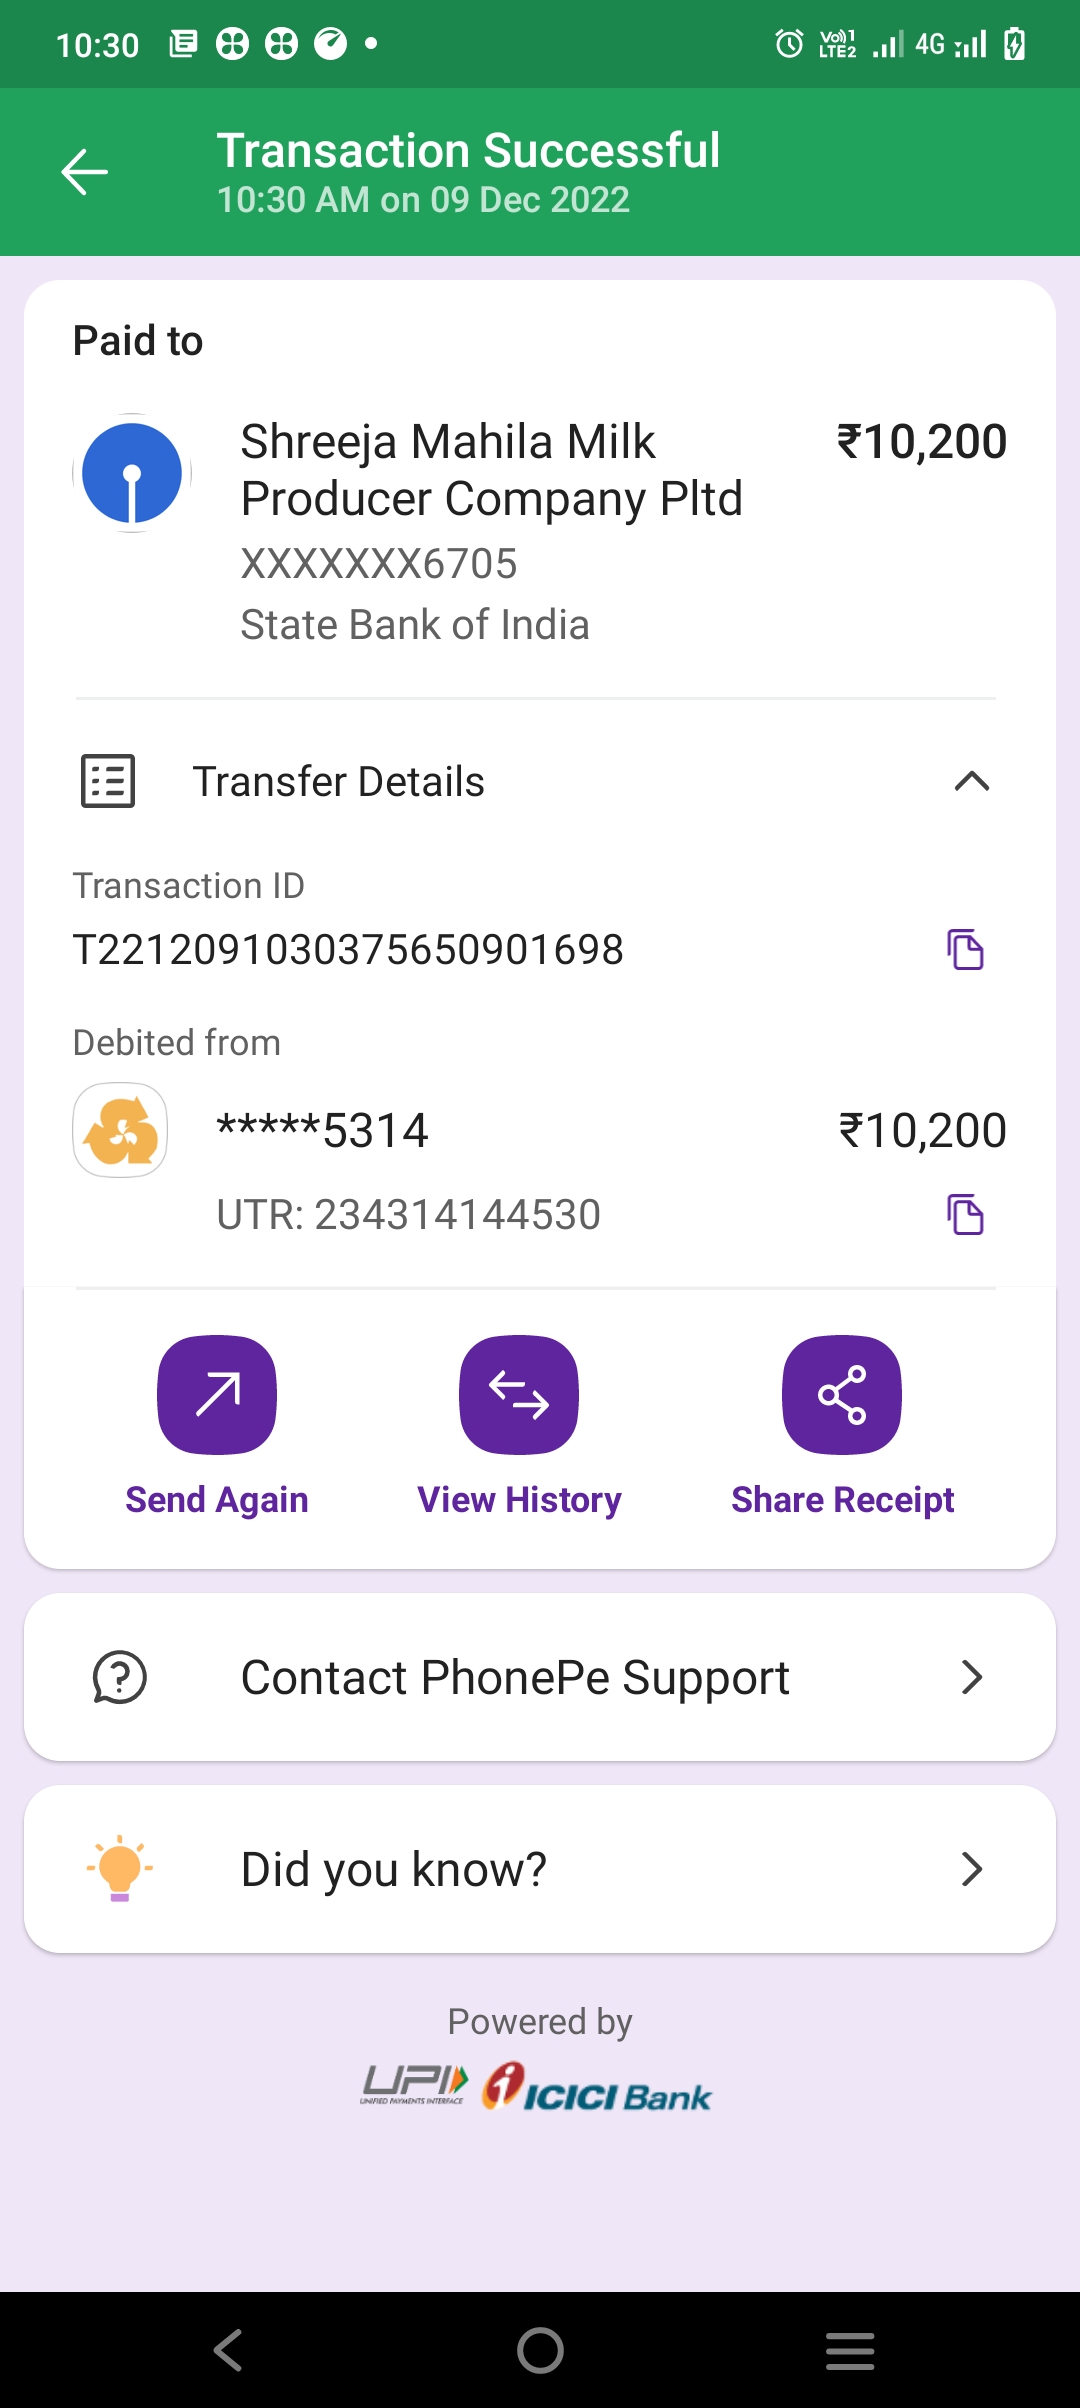 10:30 Vo))1 LTE2 4G
Transaction Successful
10:30 AM on 09 Dec 2022
Paid to
Shreeja Mahila Milk ₹10,200
Producer Company Pltd
XXXXXXX6705
State Bank of India
Transfer Details
Transaction ID
T2212091030375650901698
Debited from
*****5314 ₹10,200
UTR: 234314144530
Send Again View History Share Receipt
Contact PhonePe Support
Did you know?
Powered by
UPI ICICI Bank
UNIFIED PAYMENTS INTERFACE